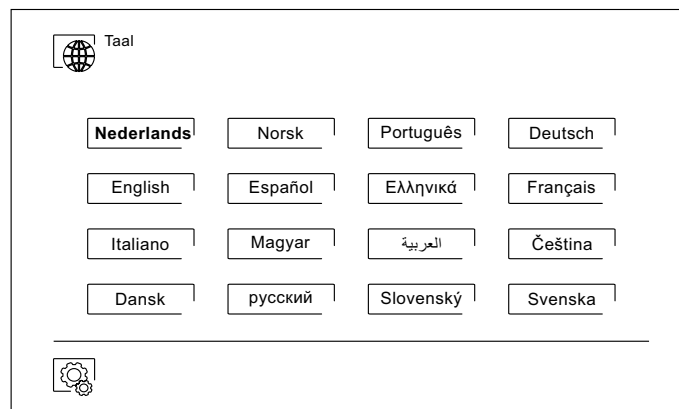 Taal
Nederlands Norsk Português Deutsch
English Español Ελληνικά Français
Italiano Magyar العربية Čeština
Dansk русский Slovenský Svenska